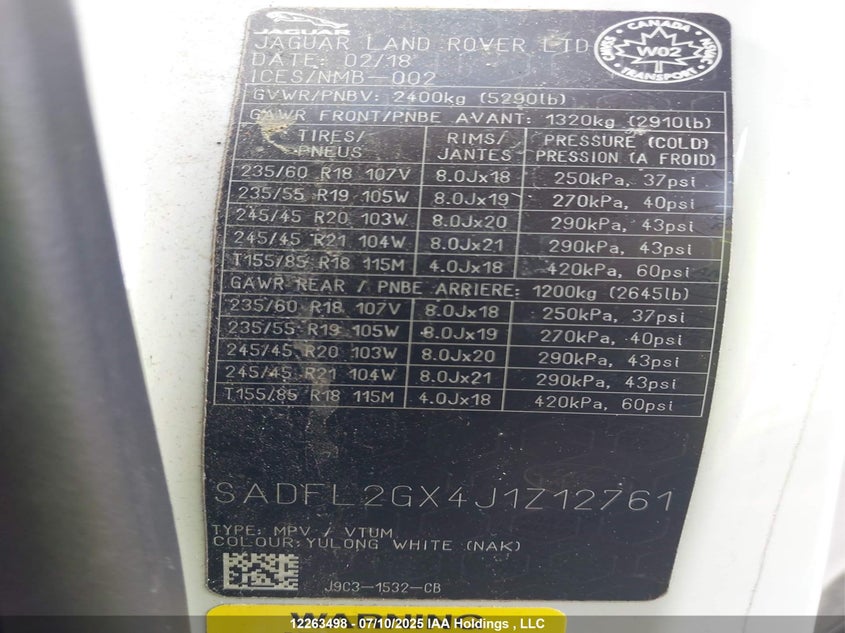 JAGUAR
JAGUAR LAND ROVER LTD
DATE: 02/18
ICES/NMB-002
CANADA
W02
TRANSPORT
GVWR/PNBV: 2400kg (5290lb)
GAWR FRONT/PNBE AVANT: 1320kg (2910lb)
TIRES/ RIMS/ PRESSURE (COLD)
PNEUS JANTES PRESSION (A FROID)
235/60 R18 107V 8.0Jx18 250kPa, 37psi
235/55 R19 105W 8.0Jx19 270kPa, 40psi
245/45 R20 103W 8.0Jx20 290kPa, 43psi
245/45 R21 104W 8.0Jx21 290kPa, 43psi
T155/85 R18 115M 4.0Jx18 420kPa, 60psi
GAWR REAR / PNBE ARRIERE: 1200kg (2645lb)
235/60 R18 107V 8.0Jx18 250kPa, 37psi
235/55 R19 105W 8.0Jx19 270kPa, 40psi
245/45 R20 103W 8.0Jx20 290kPa, 43psi
245/45 R21 104W 8.0Jx21 290kPa, 43psi
T155/85 R18 115M 4.0Jx18 420kPa, 60psi
SADFL2GX4J1Z12761
TYPE: MPV / VTUM
COLOUR:YULONG WHITE (NAK)
J9C3-1532-CB
WARNING
12263498 - 07/10/2025 IAA Holdings , LLC